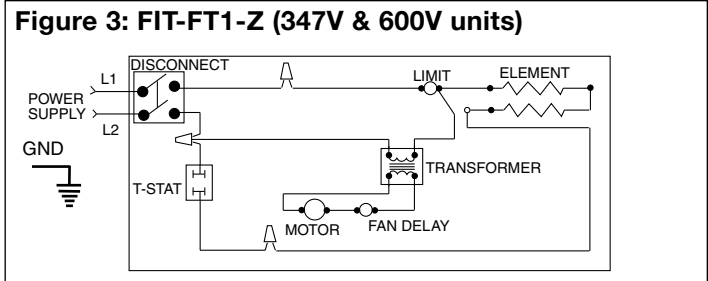 Figure 3: FIT-FT1-Z (347V & 600V units)
DISCONNECT
L1
LIMIT
ELEMENT
POWER
SUPPLY
L2
GND
T-STAT
TRANSFORMER
MOTOR
FAN DELAY